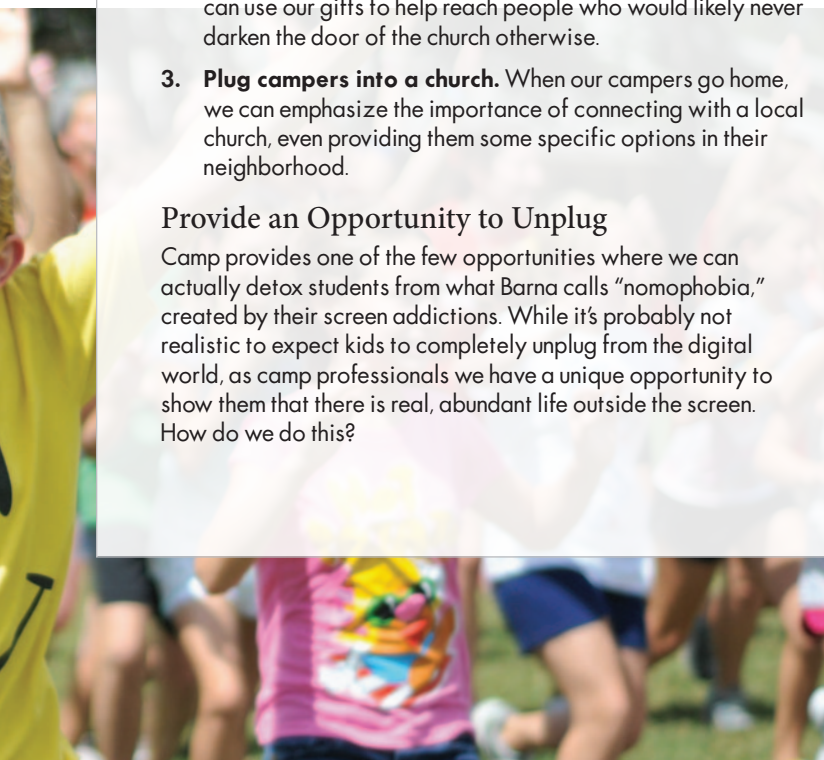 can use our gifts to help reach people who would likely never
darken the door of the church otherwise.
3. Plug campers into a church. When our campers go home,
we can emphasize the importance of connecting with a local
church, even providing them some specific options in their
neighborhood.
Provide an Opportunity to Unplug
Camp provides one of the few opportunities where we can
actually detox students from what Barna calls “nomophobia,”
created by their screen addictions. While it’s probably not
realistic to expect kids to completely unplug from the digital
world, as camp professionals we have a unique opportunity to
show them that there is real, abundant life outside the screen.
How do we do this?